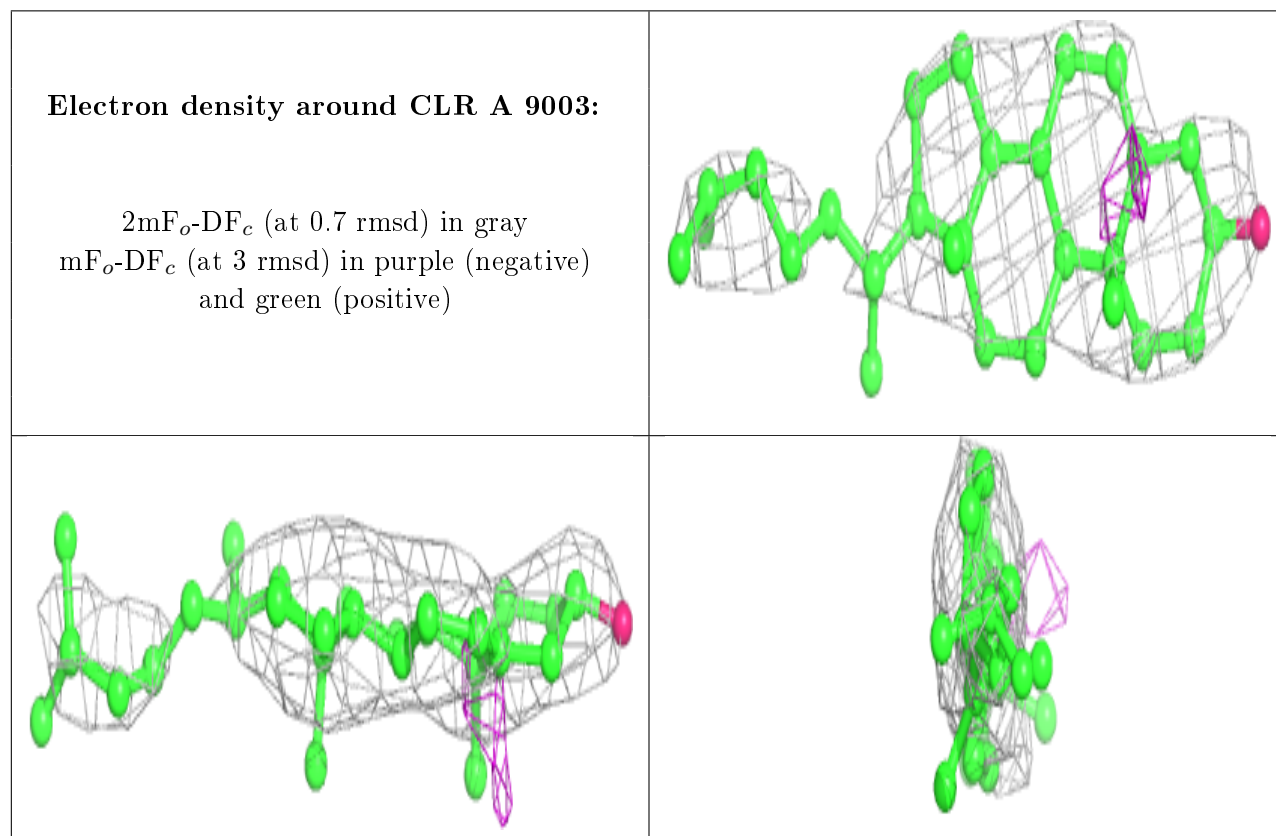 Electron density around CLR A 9003:
2mFo-DFc (at 0.7 rmsd) in gray
mFo-DFc (at 3 rmsd) in purple (negative)
and green (positive)